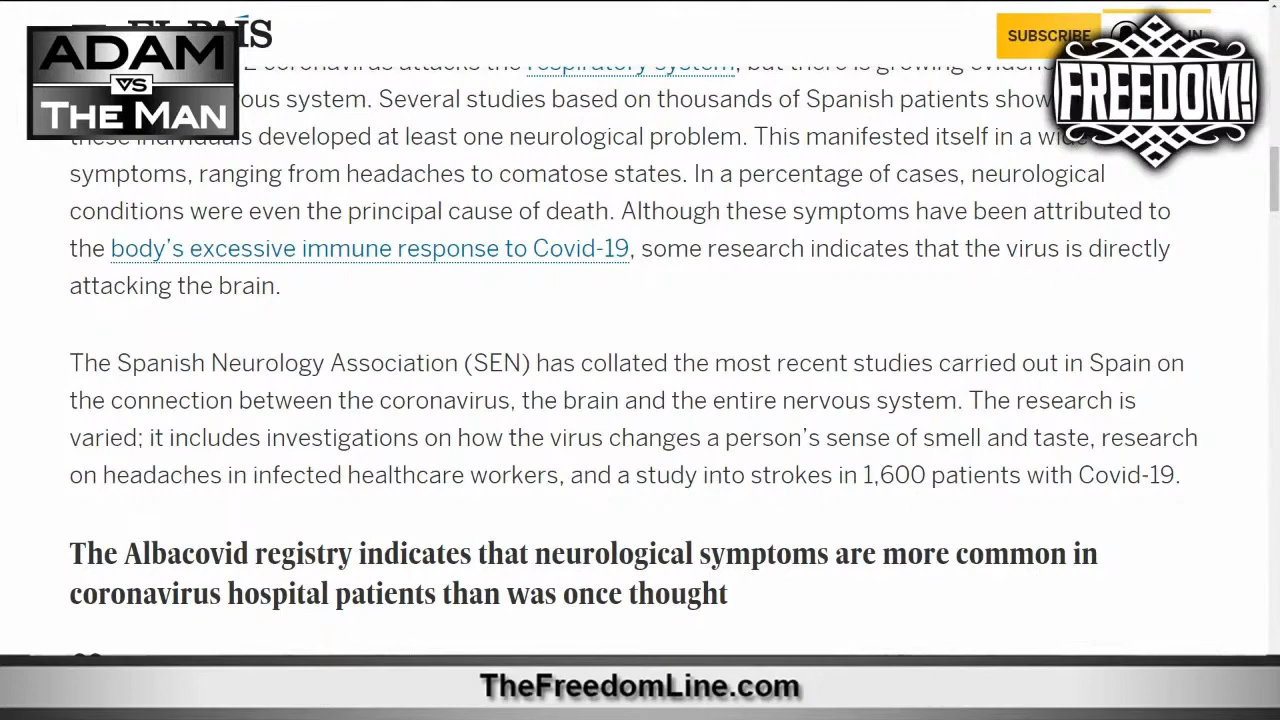 EL PAÍS
SUBSCRIBE
IN
ADAM
VS
THE MAN
FREEDOM!
coronavirus attacks the respiratory system, but there is growing
ous system. Several studies based on thousands of Spanish patients show
these individuals developed at least one neurological problem. This manifested itself in a
symptoms, ranging from headaches to comatose states. In a percentage of cases, neurological
conditions were even the principal cause of death. Although these symptoms have been attributed to
the body’s excessive immune response to Covid-19, some research indicates that the virus is directly
attacking the brain.
The Spanish Neurology Association (SEN) has collated the most recent studies carried out in Spain on
the connection between the coronavirus, the brain and the entire nervous system. The research is
varied; it includes investigations on how the virus changes a person’s sense of smell and taste, research
on headaches in infected healthcare workers, and a study into strokes in 1,600 patients with Covid-19.
The Albacovid registry indicates that neurological symptoms are more common in
coronavirus hospital patients than was once thought
TheFreedomLine.com